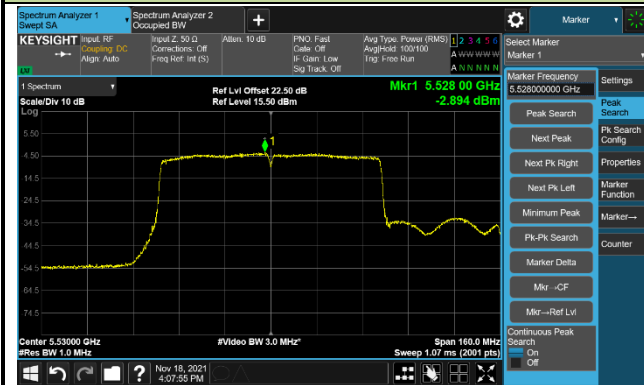 Spectrum Analyzer 1
Swept SA
Spectrum Analyzer 2
Occupied BW
+
Marker
KEYSIGHT
Input: RF
Coupling: DC
Align: Auto
Input Z: 50 Ω
Corrections: Off
Freq Ref: Int (S)
Atten: 10 dB
PNO: Fast
Gate: Off
IF Gain: Low
Sig Track: Off
Avg Type: Power (RMS)
Avg|Hold: 100/100
Trig: Free Run
1 2 3 4 5 6
A W W W W W
A N N N N N
Select Marker
Marker 1
LW
1 Spectrum
Scale/Div 10 dB
Log
Ref Lvl Offset 22.50 dB
Ref Level 15.50 dBm
Mkr1 5.528 00 GHz
-2.894 dBm
5.50
-4.50
-14.5
-24.5
-34.5
-44.5
-54.5
-64.5
-74.5
1
Center 5.53000 GHz
#Res BW 1.0 MHz
#Video BW 3.0 MHz*
Span 160.0 MHz
Sweep 1.07 ms (2001 pts)
Marker Frequency
5.528000000 GHz
Peak Search
Next Peak
Next Pk Right
Next Pk Left
Minimum Peak
Pk-Pk Search
Marker Delta
Mkr→CF
Mkr→Ref Lvl
Continuous Peak
Search
On
Off
Settings
Peak
Search
Pk Search
Config
Properties
Marker
Function
Marker→
Counter
?
Nov 18, 2021
4:07:55 PM